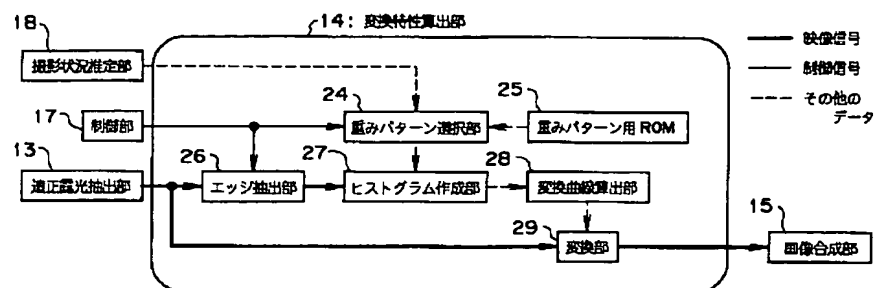 14: 変換特性算出部
18
撮影状況推定部
映像信号
制御信号
その他の
データ
24
25
17
制御部
重みパターン選択部
重みパターン用ROM
13
26
27
28
適正露光抽出部
エッジ抽出部
ヒストグラム作成部
変換曲線算出部
29
15
変換部
画像合成部